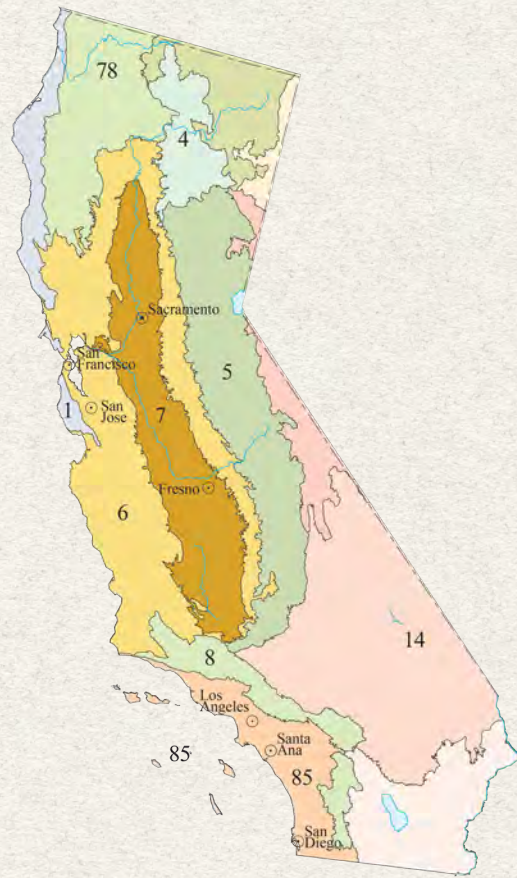 78
4
Sacramento
5
San
Francisco
1
San
Jose
7
Fresno
6
14
8
Los
Angeles
85
Santa
Ana
85
San
Diego